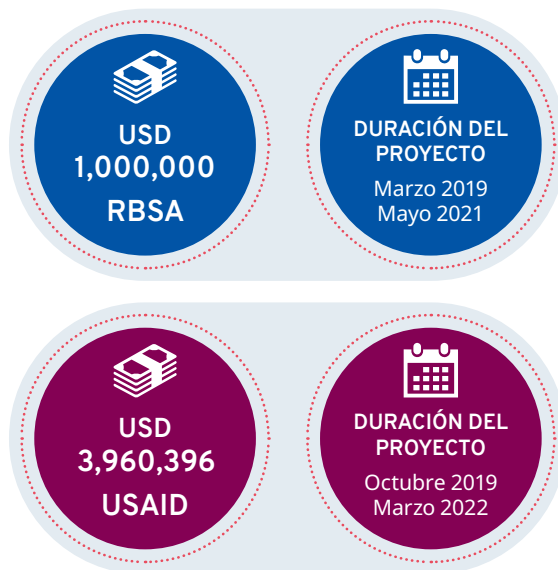 USD
1,000,000
RBSA
DURACIÓN DEL
PROYECTO
Marzo 2019
Mayo 2021
USD
3,960,396
USAID
DURACIÓN DEL
PROYECTO
Octubre 2019
Marzo 2022